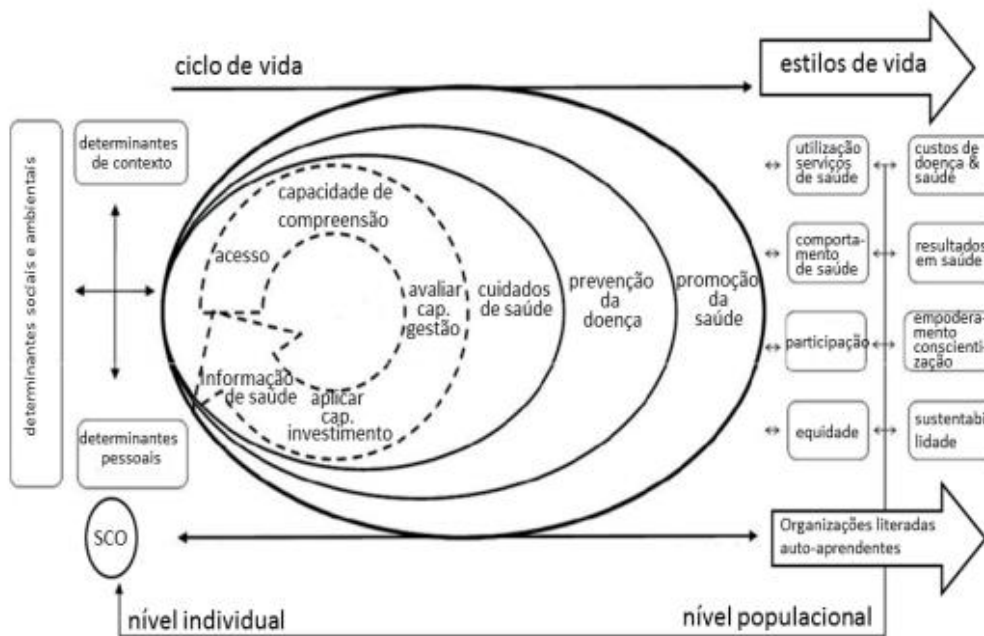 ciclo de vida
estilos de vida
determinantes sociais e ambientais
determinantes
de contexto
determinantes
pessoais
SCO
capacidade de
compreensão
acesso
avaliar
cap.
gestão
Informação
de saúde
aplicar
cap.
investimento
cuidados
de saúde
prevenção
da
doença
promoção
da
saúde
utilização
serviços
de saúde
custos de
doença &
saúde
comporta-
mento
de saúde
resultados
em saúde
participação
empodera-
mento
conscienti-
zação
equidade
sustentabi
lidade
Organizações literadas
auto-aprendentes
nível individual
nível populacional